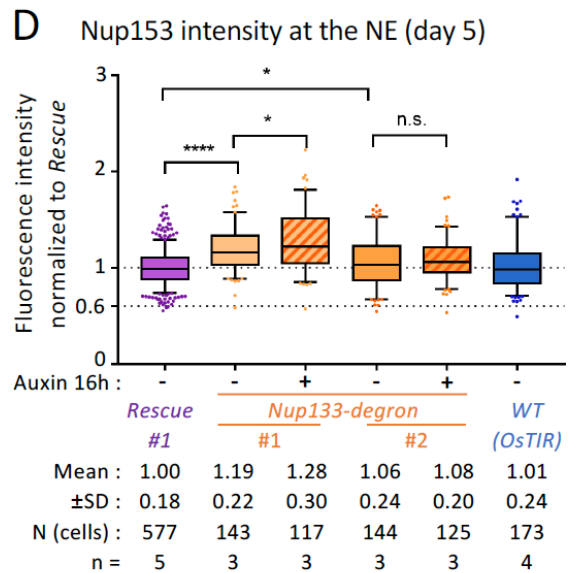 D Nup153 intensity at the NE (day 5)
Fluorescence intensity
normalized to Rescue
3
*
*
n.s.
****
2
1
0.6
0
Auxin 16h : - - + - + -
Rescue Nup133-degron WT
#1 #1 #2 (OsTIR)
Mean : 1.00 1.19 1.28 1.06 1.08 1.01
±SD : 0.18 0.22 0.30 0.24 0.20 0.24
N (cells) : 577 143 117 144 125 173
n = 5 3 3 3 3 4